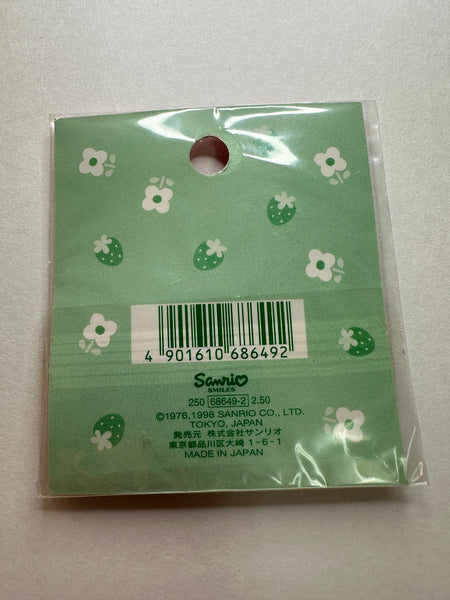 4 901610 686492
Sanrio
SMILES
250 68649-2 2.50
©1976,1998 SANRIO CO., LTD.
TOKYO, JAPAN
発売元 株式会社サンリオ
東京都品川区大崎 1-6-1
MADE IN JAPAN